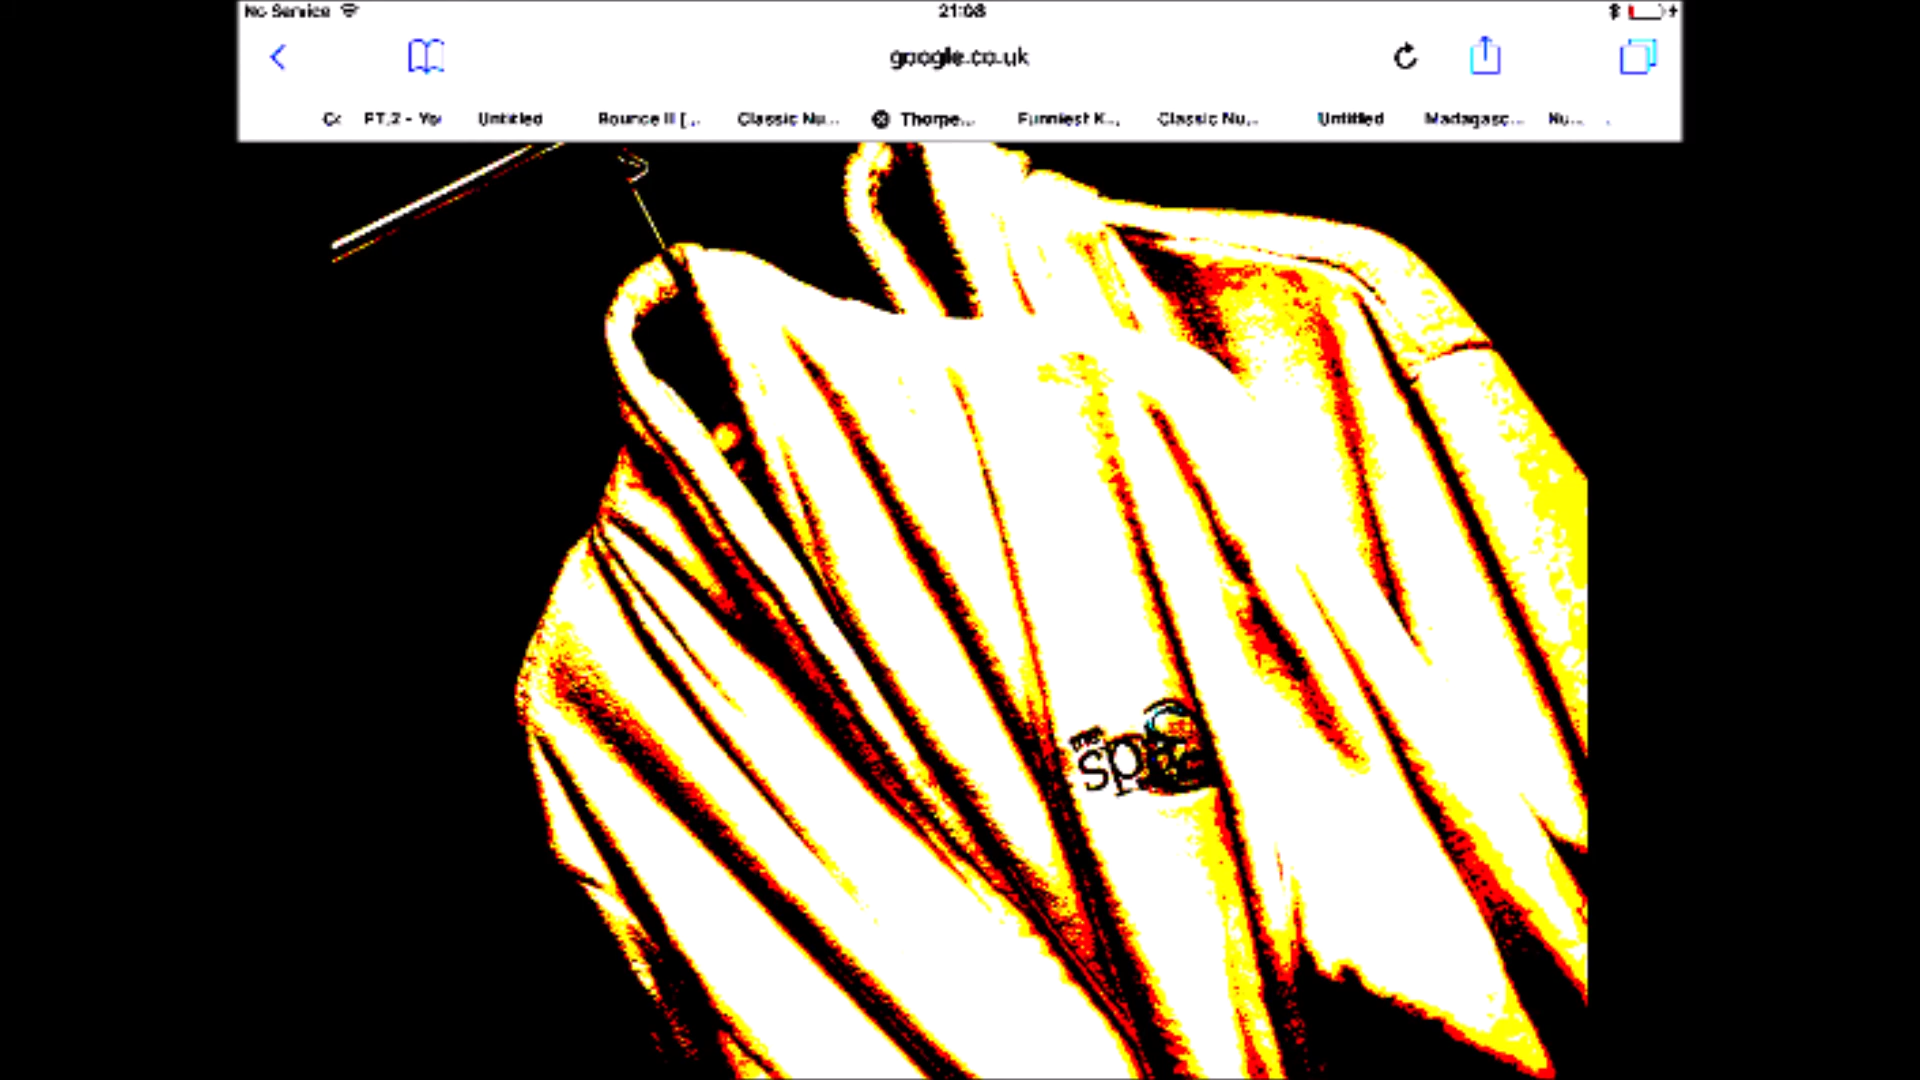 No Service 21:08
google.co.uk
PT.2 - Yo Untitled Bounce II [... Classic Nu... Thorpe... Funniest K... Classic Nu... Untitled Madagasc... Nu...
the